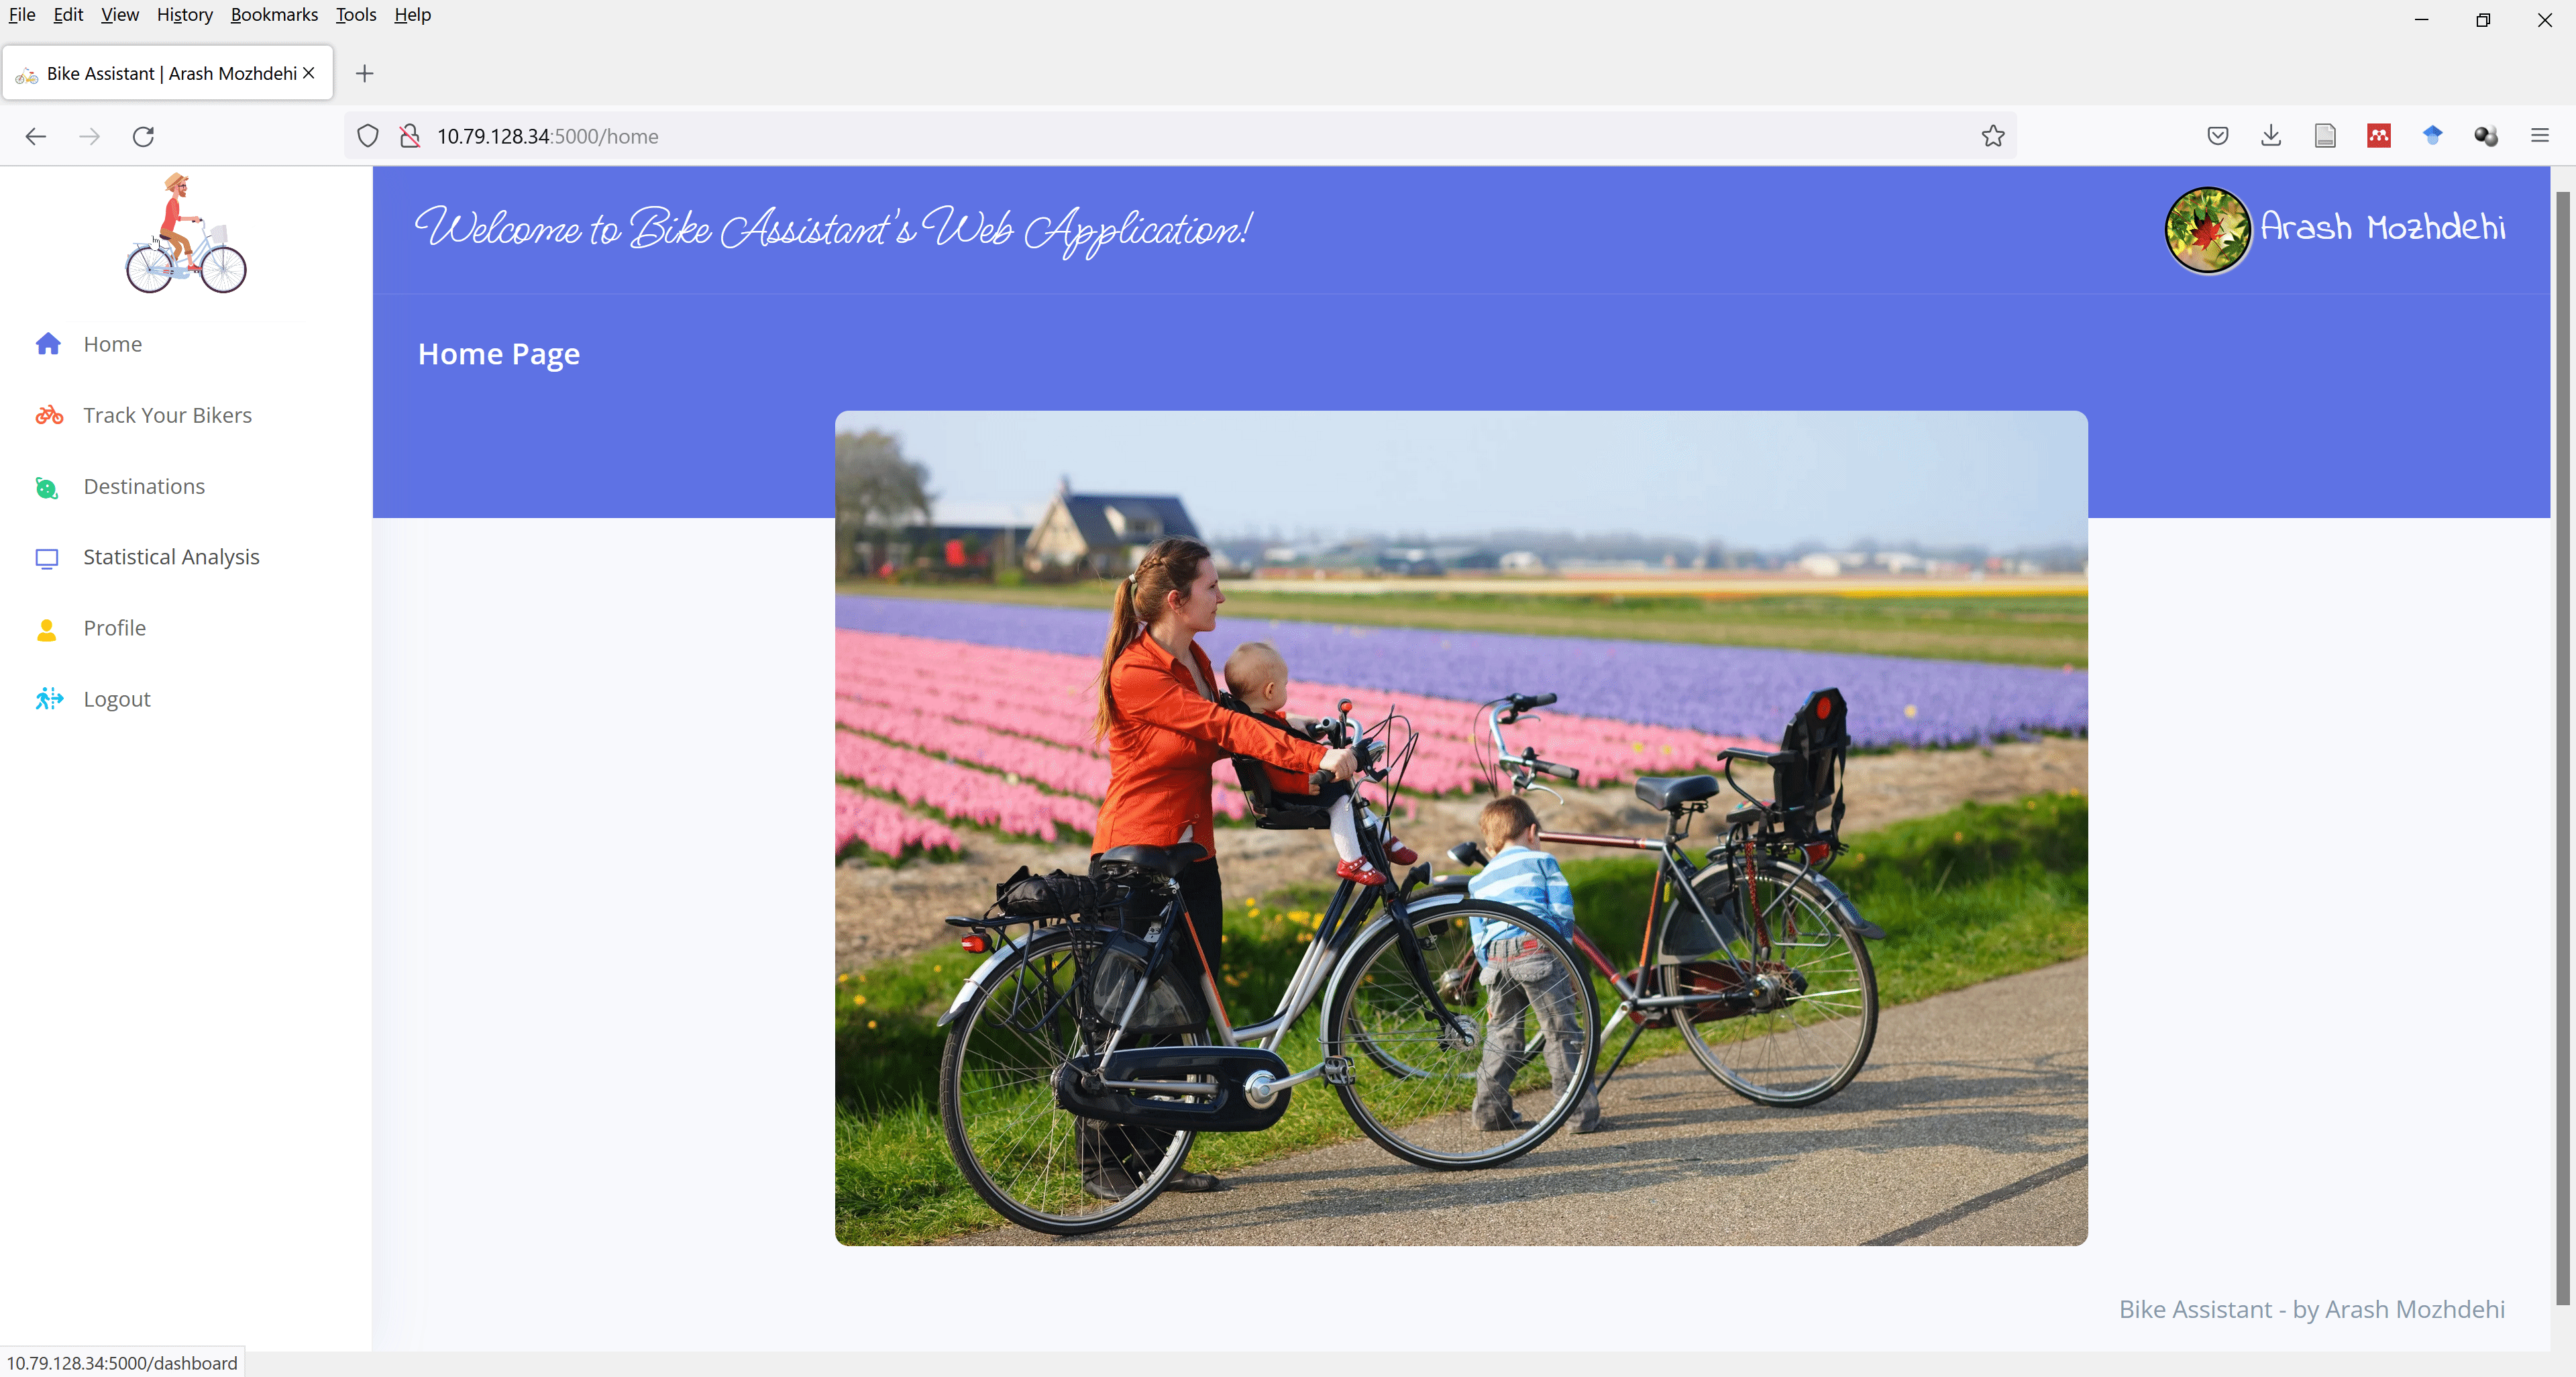 File Edit View History Bookmarks Tools Help
Bike Assistant | Arash Mozhdehi
10.79.128.34:5000/home
Welcome to Bike Assistant's Web Application!
Arash Mozhdehi
Home
Track Your Bikers
Destinations
Statistical Analysis
Profile
Logout
Home Page
Bike Assistant - by Arash Mozhdehi
10.79.128.34:5000/dashboard